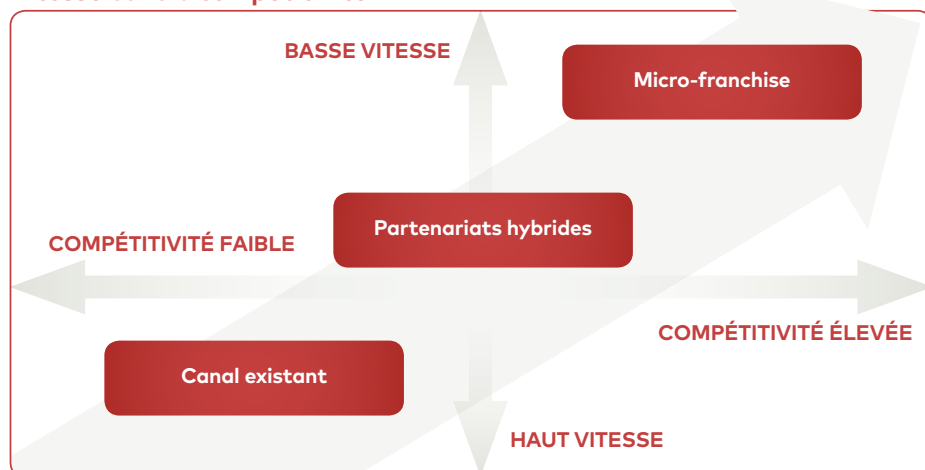 BASSE VITESSE
Micro-franchise
Partenariats hybrides
COMPÉTITIVITÉ FAIBLE
COMPÉTITIVITÉ ÉLEVÉE
Canal existant
HAUT VITESSE